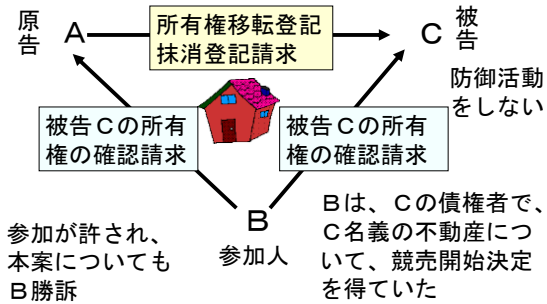 原告
A
所有権移転登記
抹消登記請求
C
被告
防御活動
をしない
被告Cの所有
権の確認請求
被告Cの所有
権の確認請求
B
参加人
参加が許され、
本案についても
B勝訴
Bは、Cの債権者で、
C名義の不動産につ
いて、競売開始決定
を得ていた